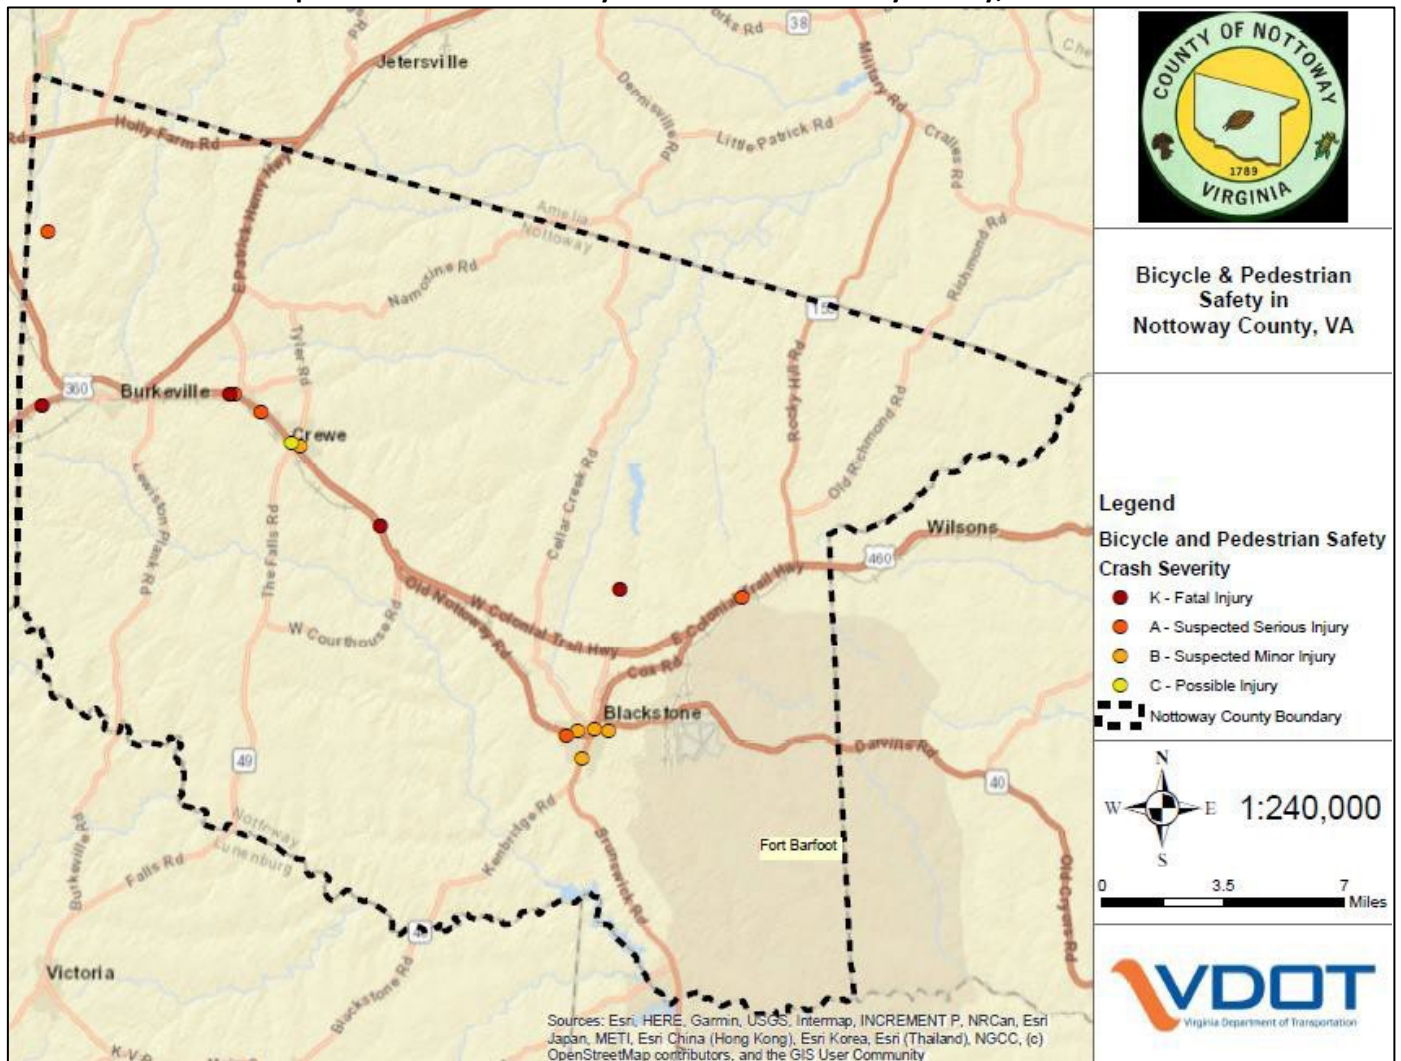 38
Jetersville
Military Rd
Dennisville Rd
Little Patrick Rd
Cralles Rd
Holly Farm Rd
Rd
E Patrick Henry Hwy
Amelia
Nottoway
Namozine Rd
Richmond Rd
Tyler Rd
Rocky Hill Rd
Old Richmond Rd
360
Burkeville
Crewe
Lewiston Plank Rd
The Falls Rd
Cellar Creek Rd
Wilsons
460
Old Nottoway Rd
W Colonial Trail Hwy
E Colonial Trail Hwy
W Courthouse Rd
Cox Rd
Blackstone
Darvills Rd
40
49
Nottoway
Lunenburg
Burkeville Rd
Falls Rd
Kenbridge Rd
Brunswick Rd
Fort Barfoot
Old Cryors Rd
Victoria
Blackstone Rd
Sources: Esri, HERE, Garmin, USGS, Intermap, INCREMENT P, NRCan, Esri
Japan, METI, Esri China (Hong Kong), Esri Korea, Esri (Thailand), NGCC, (c)
OpenStreetMap contributors, and the GIS User Community
COUNTY OF NOTTOWAY
1789
VIRGINIA
Bicycle & Pedestrian
Safety in
Nottoway County, VA
Legend
Bicycle and Pedestrian Safety
Crash Severity
K - Fatal Injury
A - Suspected Serious Injury
B - Suspected Minor Injury
C - Possible Injury
Nottoway County Boundary
N
W E
S
1:240,000
0 3.5 7
Miles
VDOT
Virginia Department of Transportation